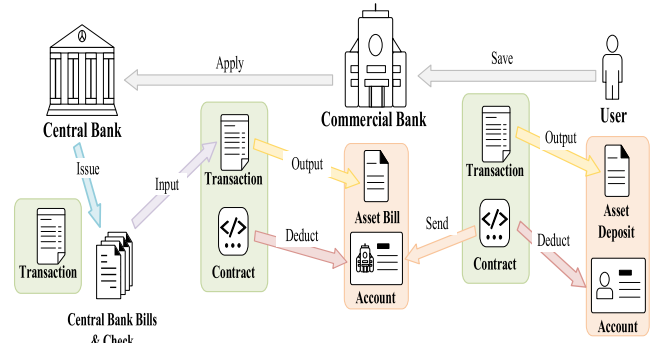 Apply
Save
Central Bank
Commercial Bank
User
Issue
Input
Transaction
Output
Asset Bill
Transaction
Output
Asset
Deposit
Transaction
Deduct
Contract
Account
Send
Contract
Deduct
Account
Central Bank Bills
& Check